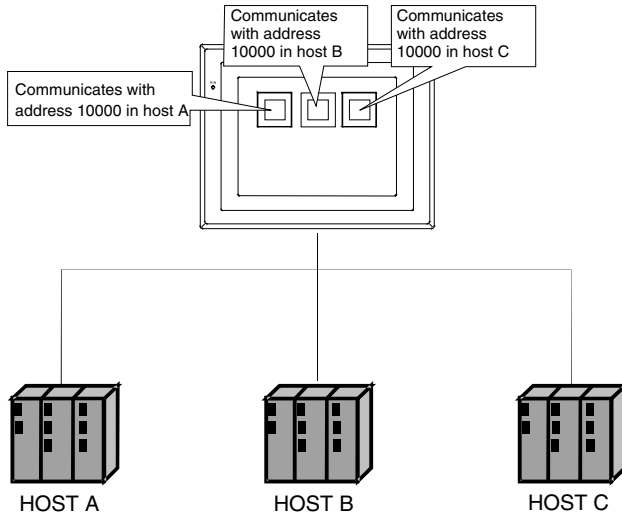 Communicates
with address
10000 in host B
Communicates
with address
10000 in host C
Communicates with
address 10000 in host A
HOST A
HOST B
HOST C